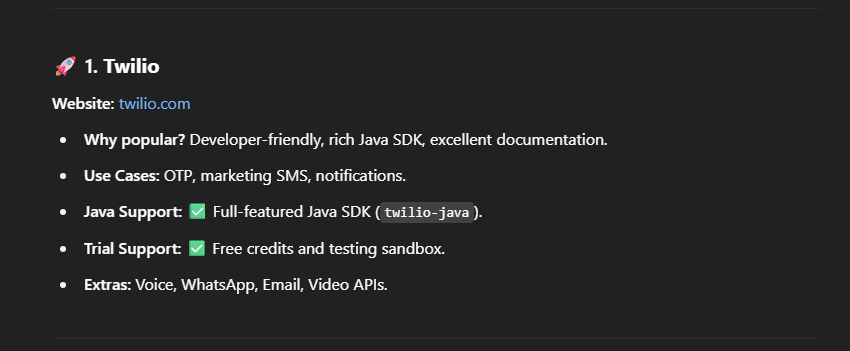 🚀 1. Twilio
Website: twilio.com
• Why popular? Developer-friendly, rich Java SDK, excellent documentation.
• Use Cases: OTP, marketing SMS, notifications.
• Java Support: ✅ Full-featured Java SDK (twilio-java).
• Trial Support: ✅ Free credits and testing sandbox.
• Extras: Voice, WhatsApp, Email, Video APIs.